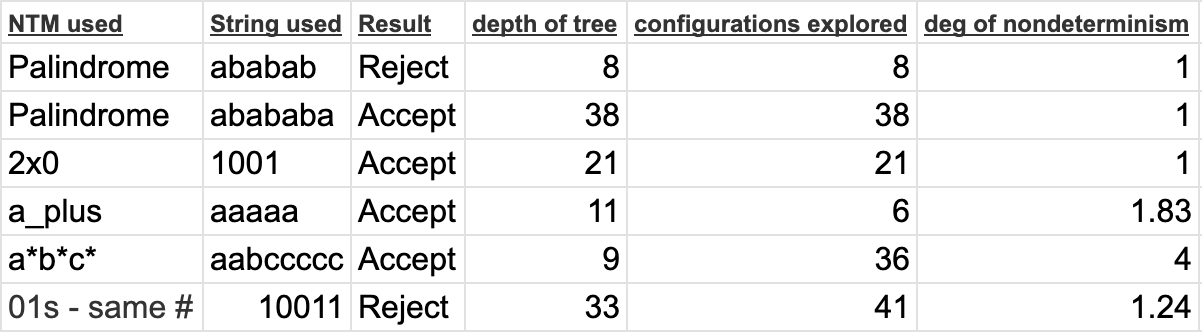 NTM used String used Result depth of tree configurations explored deg of nondeterminism
Palindrome ababab Reject 8 8 1
Palindrome abababa Accept 38 38 1
2x0 1001 Accept 21 21 1
a_plus aaaaa Accept 11 6 1.83
a*b*c* aabccccc Accept 9 36 4
01s - same # 10011 Reject 33 41 1.24